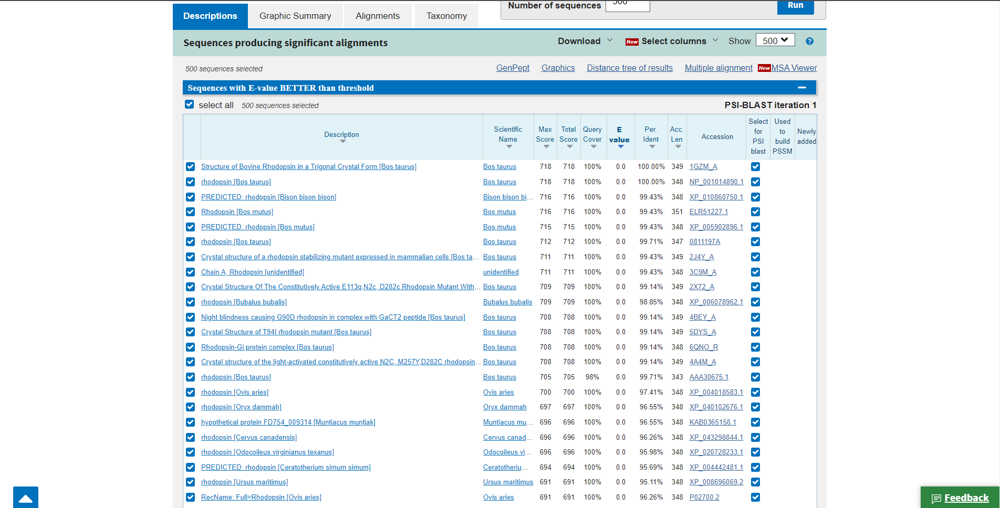 Number of sequences
Run
Descriptions Graphic Summary Alignments Taxonomy
Sequences producing significant alignments Download New Select columns Show 500 ?
500 sequences selected GenPept Graphics Distance tree of results Multiple alignment New MSA Viewer
Sequences with E-value BETTER than threshold
select all 500 sequences selected PSI-BLAST iteration 1
Description Scientific Name Max Score Total Score Query Cover E value Per. Ident Acc. Len Accession Select for PSI blast Used to build PSSM Newly added
Structure of Bovine Rhodopsin in a Trigonal Crystal Form [Bos taurus] Bos taurus 718 718 100% 0.0 100.00% 349 1GZM_A
rhodopsin [Bos taurus] Bos taurus 718 718 100% 0.0 100.00% 348 NP_001014890.1
PREDICTED: rhodopsin [Bison bison bison] Bison bison bi... 716 716 100% 0.0 99.43% 348 XP_010860750.1
Rhodopsin [Bos mutus] Bos mutus 716 716 100% 0.0 99.43% 351 ELR51227.1
PREDICTED: rhodopsin [Bos mutus] Bos mutus 715 715 100% 0.0 99.43% 348 XP_005902896.1
rhodopsin [Bos taurus] Bos taurus 712 712 100% 0.0 99.71% 347 0811197A
Crystal structure of a rhodopsin stabilizing mutant expressed in mammalian cells [Bos ta... Bos taurus 711 711 100% 0.0 99.43% 349 2J4Y_A
Chain A, Rhodopsin [unidentified] unidentified 711 711 100% 0.0 99.43% 348 3C9M_A
Crystal Structure Of The Constitutively Active E113q,N2c, D282c Rhodopsin Mutant With... Bos taurus 709 709 100% 0.0 99.14% 349 2X72_A
rhodopsin [Bubalus bubalis] Bubalus bubalis 709 709 100% 0.0 98.85% 348 XP_006078962.1
Night blindness causing G90D rhodopsin in complex with GaCT2 peptide [Bos taurus] Bos taurus 708 708 100% 0.0 99.14% 349 4BEY_A
Crystal Structure of T94I rhodopsin mutant [Bos taurus] Bos taurus 708 708 100% 0.0 99.14% 349 5DYS_A
Rhodopsin-Gi protein complex [Bos taurus] Bos taurus 708 708 100% 0.0 99.14% 348 6QNO_R
Crystal structure of the light-activated constitutively active N2C, M257Y,D282C rhodopsin... Bos taurus 708 708 100% 0.0 99.14% 349 4A4M_A
rhodopsin [Bos taurus] Bos taurus 705 705 98% 0.0 99.71% 343 AAA30675.1
rhodopsin [Ovis aries] Ovis aries 700 700 100% 0.0 97.41% 348 XP_004018583.1
rhodopsin [Oryx dammah] Oryx dammah 697 697 100% 0.0 96.55% 348 XP_040102676.1
hypothetical protein FD754_009314 [Muntiacus muntjak] Muntiacus mu... 696 696 100% 0.0 96.55% 348 KAB0365158.1
rhodopsin [Cervus canadensis] Cervus canad... 696 696 100% 0.0 96.26% 348 XP_043298844.1
rhodopsin [Odocoileus virginianus texanus] Odocoileus vi... 696 696 100% 0.0 95.98% 348 XP_020728233.1
PREDICTED: rhodopsin [Ceratotherium simum simum] Ceratotheriu... 694 694 100% 0.0 95.69% 348 XP_004442481.1
rhodopsin [Ursus maritimus] Ursus maritimus 691 691 100% 0.0 95.11% 348 XP_008696069.2
RecName: Full=Rhodopsin [Ovis aries] Ovis aries 691 691 100% 0.0 96.26% 348 P02700.2
Feedback